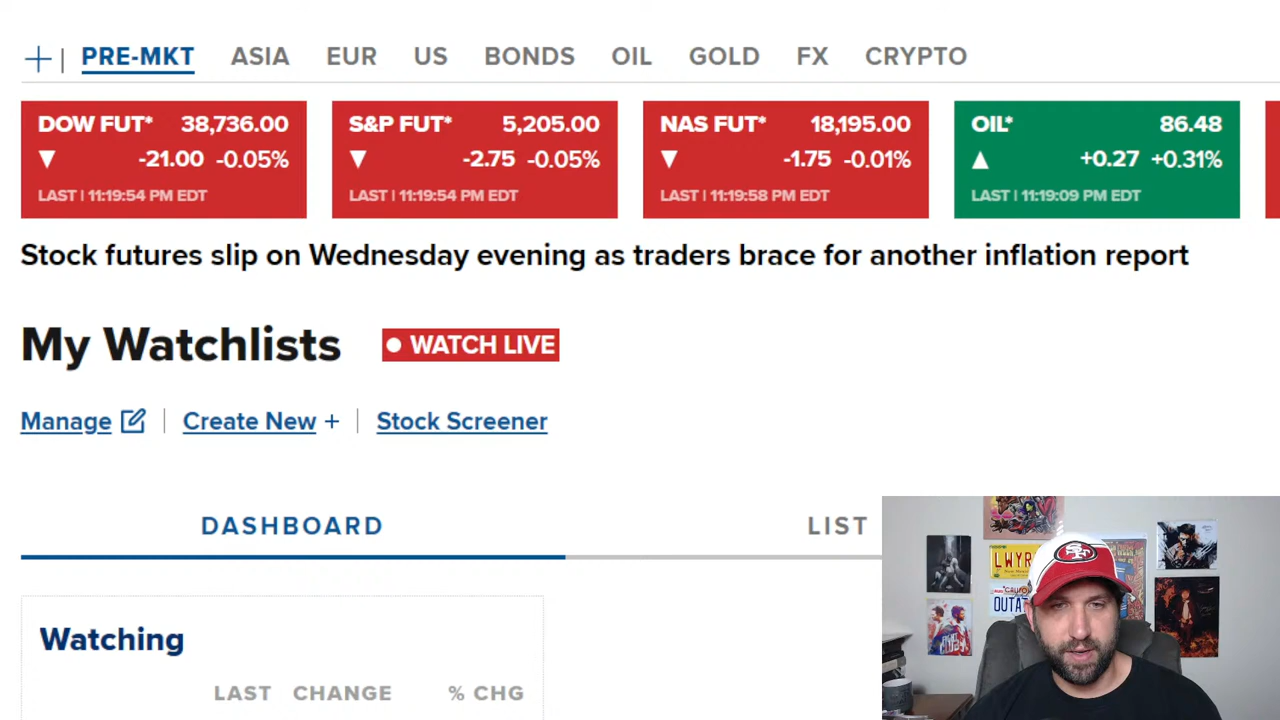 PRE-MKT ASIA EUR US BONDS OIL GOLD FX CRYPTO
DOW FUT* 38,736.00
-21.00 -0.05%
LAST | 11:19:54 PM EDT
S&P FUT* 5,205.00
-2.75 -0.05%
LAST | 11:19:54 PM EDT
NAS FUT* 18,195.00
-1.75 -0.01%
LAST | 11:19:58 PM EDT
OIL* 86.48
+0.27 +0.31%
LAST | 11:19:09 PM EDT
Stock futures slip on Wednesday evening as traders brace for another inflation report
My Watchlists
WATCH LIVE
Manage | Create New + | Stock Screener
DASHBOARD
LIST
Watching
LAST CHANGE % CHG
LWYR
OUTA